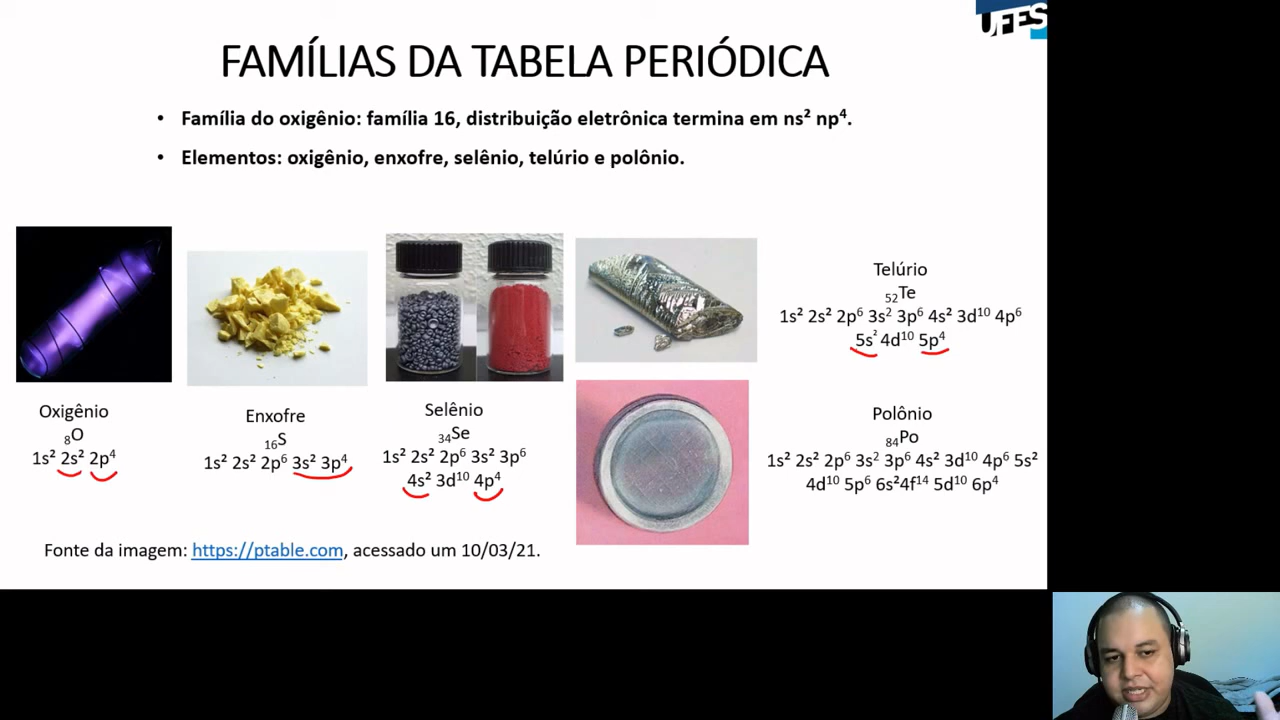 UFES
FAMÍLIAS DA TABELA PERIÓDICA
• Família do oxigênio: família 16, distribuição eletrônica termina em ns² np⁴.
• Elementos: oxigênio, enxofre, selênio, telúrio e polônio.
Oxigênio
₈O
1s² 2s² 2p⁴
Enxofre
₁₆S
1s² 2s² 2p⁶ 3s² 3p⁴
Selênio
₃₄Se
1s² 2s² 2p⁶ 3s² 3p⁶
4s² 3d¹⁰ 4p⁴
Telúrio
₅₂Te
1s² 2s² 2p⁶ 3s² 3p⁶ 4s² 3d¹⁰ 4p⁶
5s² 4d¹⁰ 5p⁴
Polônio
₈₄Po
1s² 2s² 2p⁶ 3s² 3p⁶ 4s² 3d¹⁰ 4p⁶ 5s²
4d¹⁰ 5p⁶ 6s²4f¹⁴ 5d¹⁰ 6p⁴
Fonte da imagem: https://ptable.com, acessado um 10/03/21.